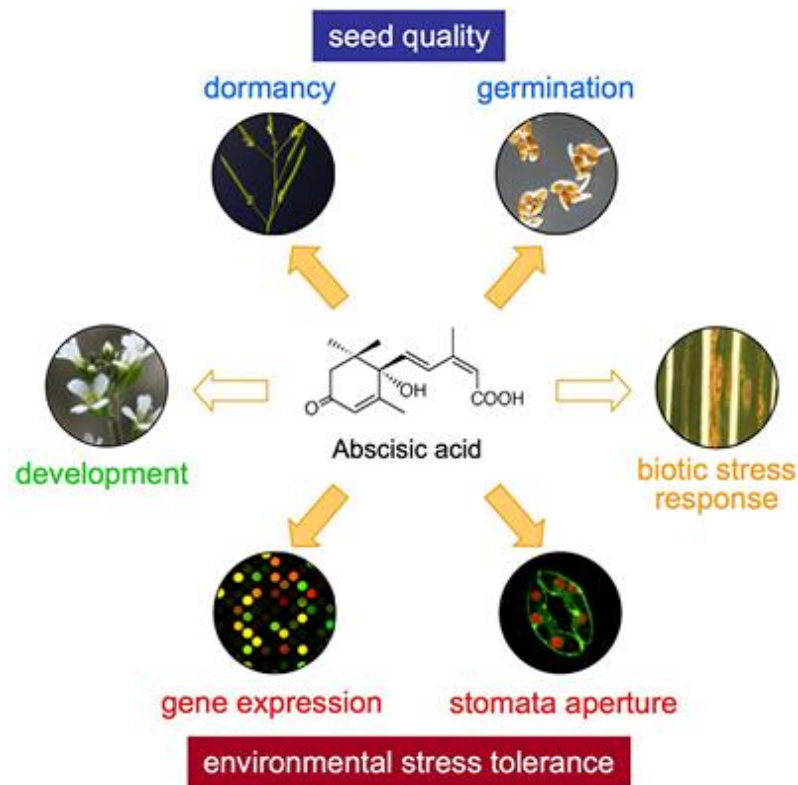 seed quality
dormancy
germination
O
OH
COOH
Abscisic acid
development
biotic stress
response
gene expression
stomata aperture
environmental stress tolerance